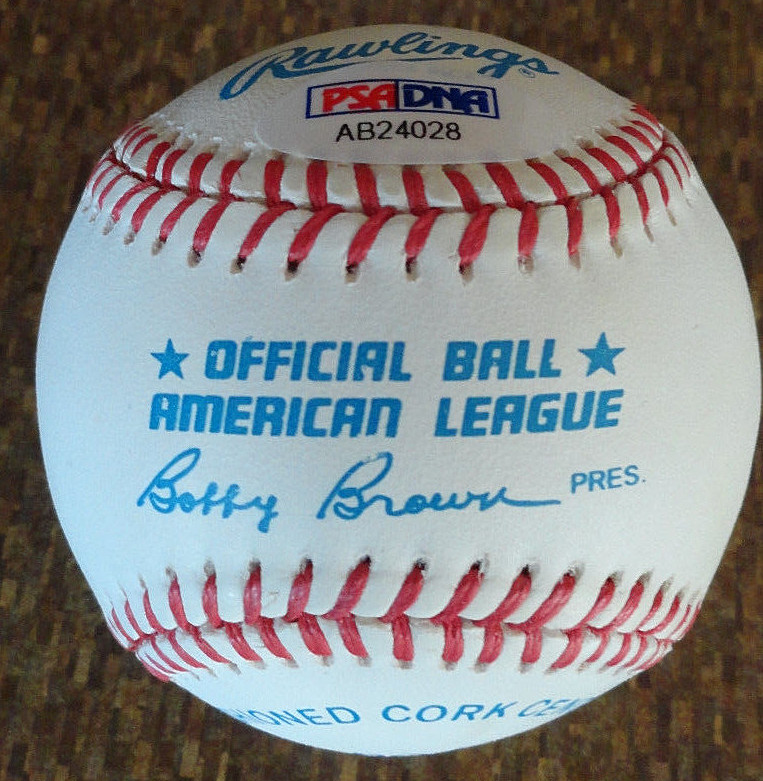 Rawlings®
PSA DNA
AB24028
★ OFFICIAL BALL ★
AMERICAN LEAGUE
Bobby Brown PRES.
CORK